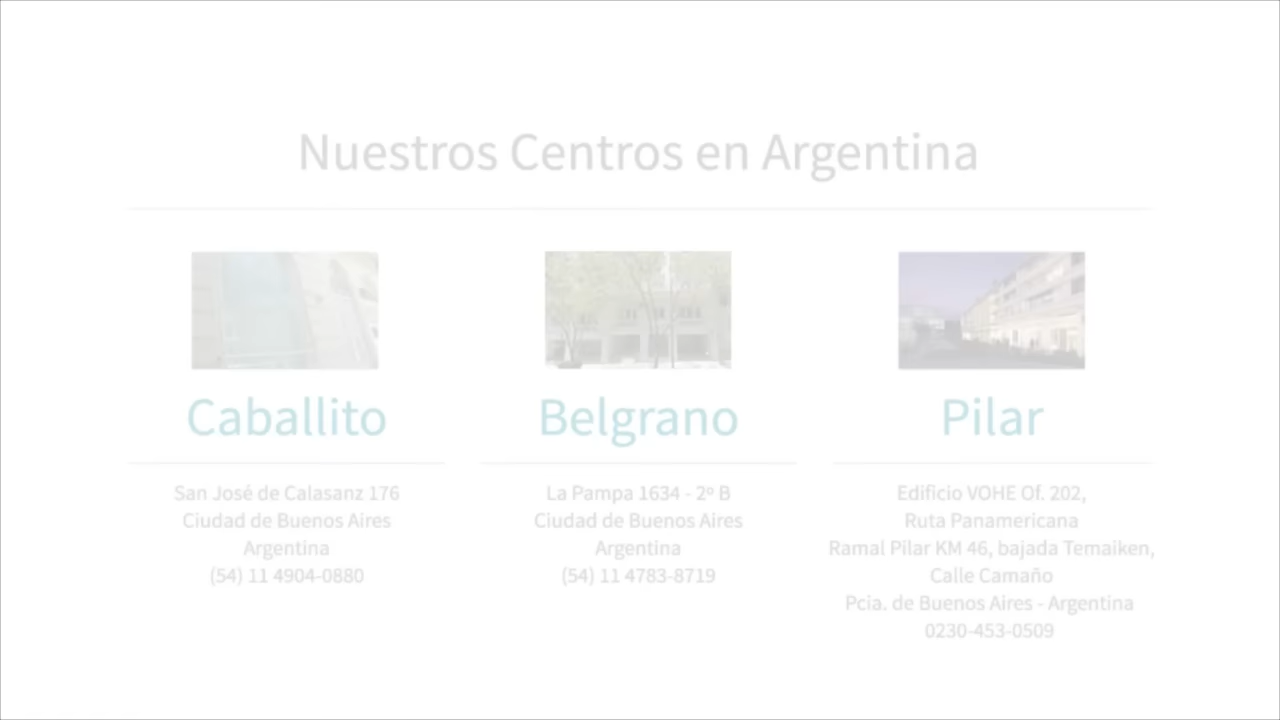 Nuestros Centros en Argentina
Caballito
San José de Calasanz 176
Ciudad de Buenos Aires
Argentina
(54) 11 4904-0880
Belgrano
La Pampa 1634 - 2º B
Ciudad de Buenos Aires
Argentina
(54) 11 4783-8719
Pilar
Edificio VOHE Of. 202,
Ruta Panamericana
Ramal Pilar KM 46, bajada Temaiken,
Calle Camaño
Pcia. de Buenos Aires - Argentina
0230-453-0509